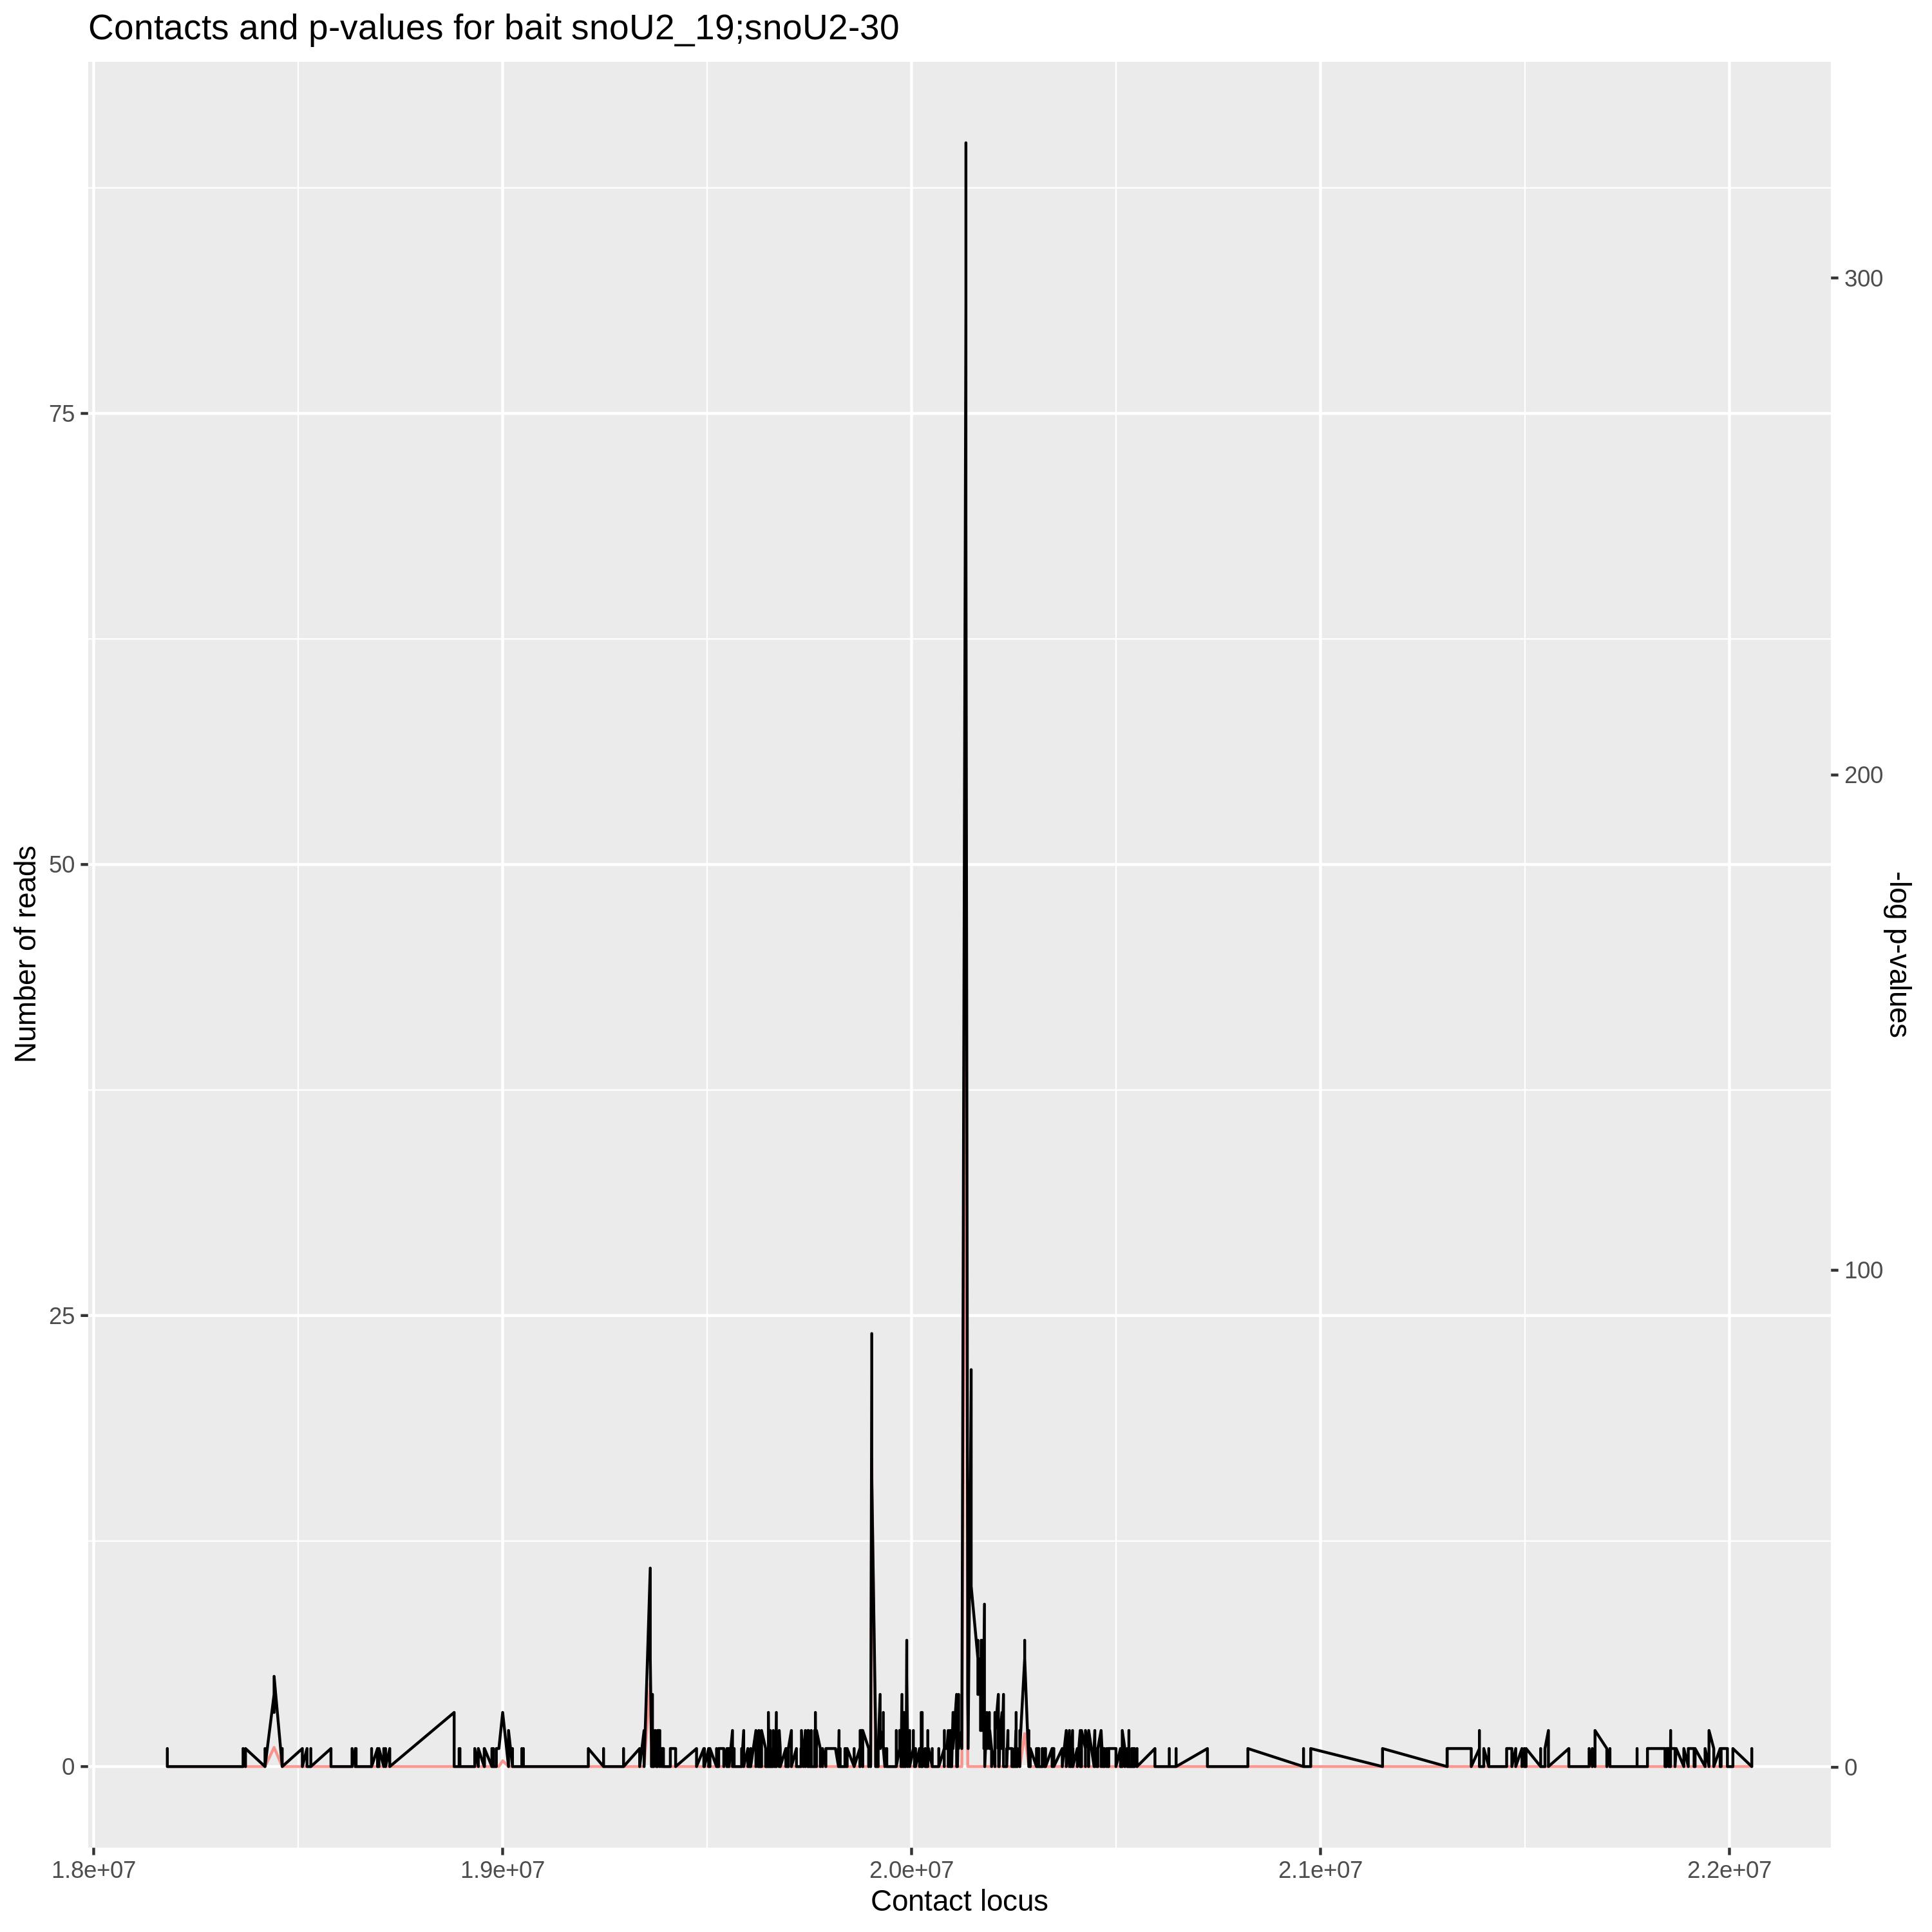 Contacts and p-values for bait snoU2_19;snoU2-30
Number of reads
75
50
25
0
300
200
100
0
-log p-values
1.8e+07 1.9e+07 2.0e+07 2.1e+07 2.2e+07
Contact locus